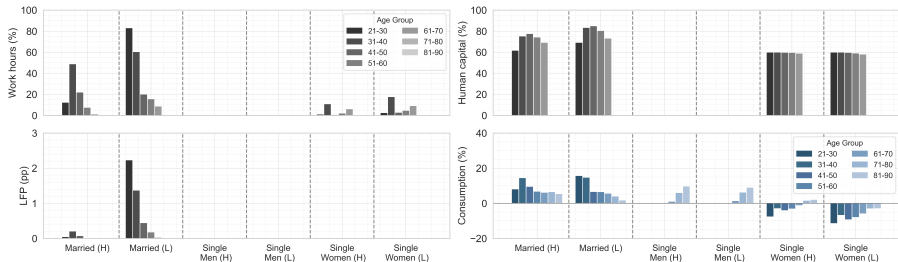 Work hours (%)
100
80
60
40
20
0
Age Group
21-30
31-40
41-50
51-60
61-70
71-80
81-90
Human capital (%)
100
80
60
40
20
0
LFP (pp)
3
2
1
0
Married (H)
Married (L)
Single
Men (H)
Single
Men (L)
Single
Women (H)
Single
Women (L)
Consumption (%)
40
20
0
−20
Age Group
21-30
31-40
41-50
51-60
61-70
71-80
81-90
Married (H)
Married (L)
Single
Men (H)
Single
Men (L)
Single
Women (H)
Single
Women (L)